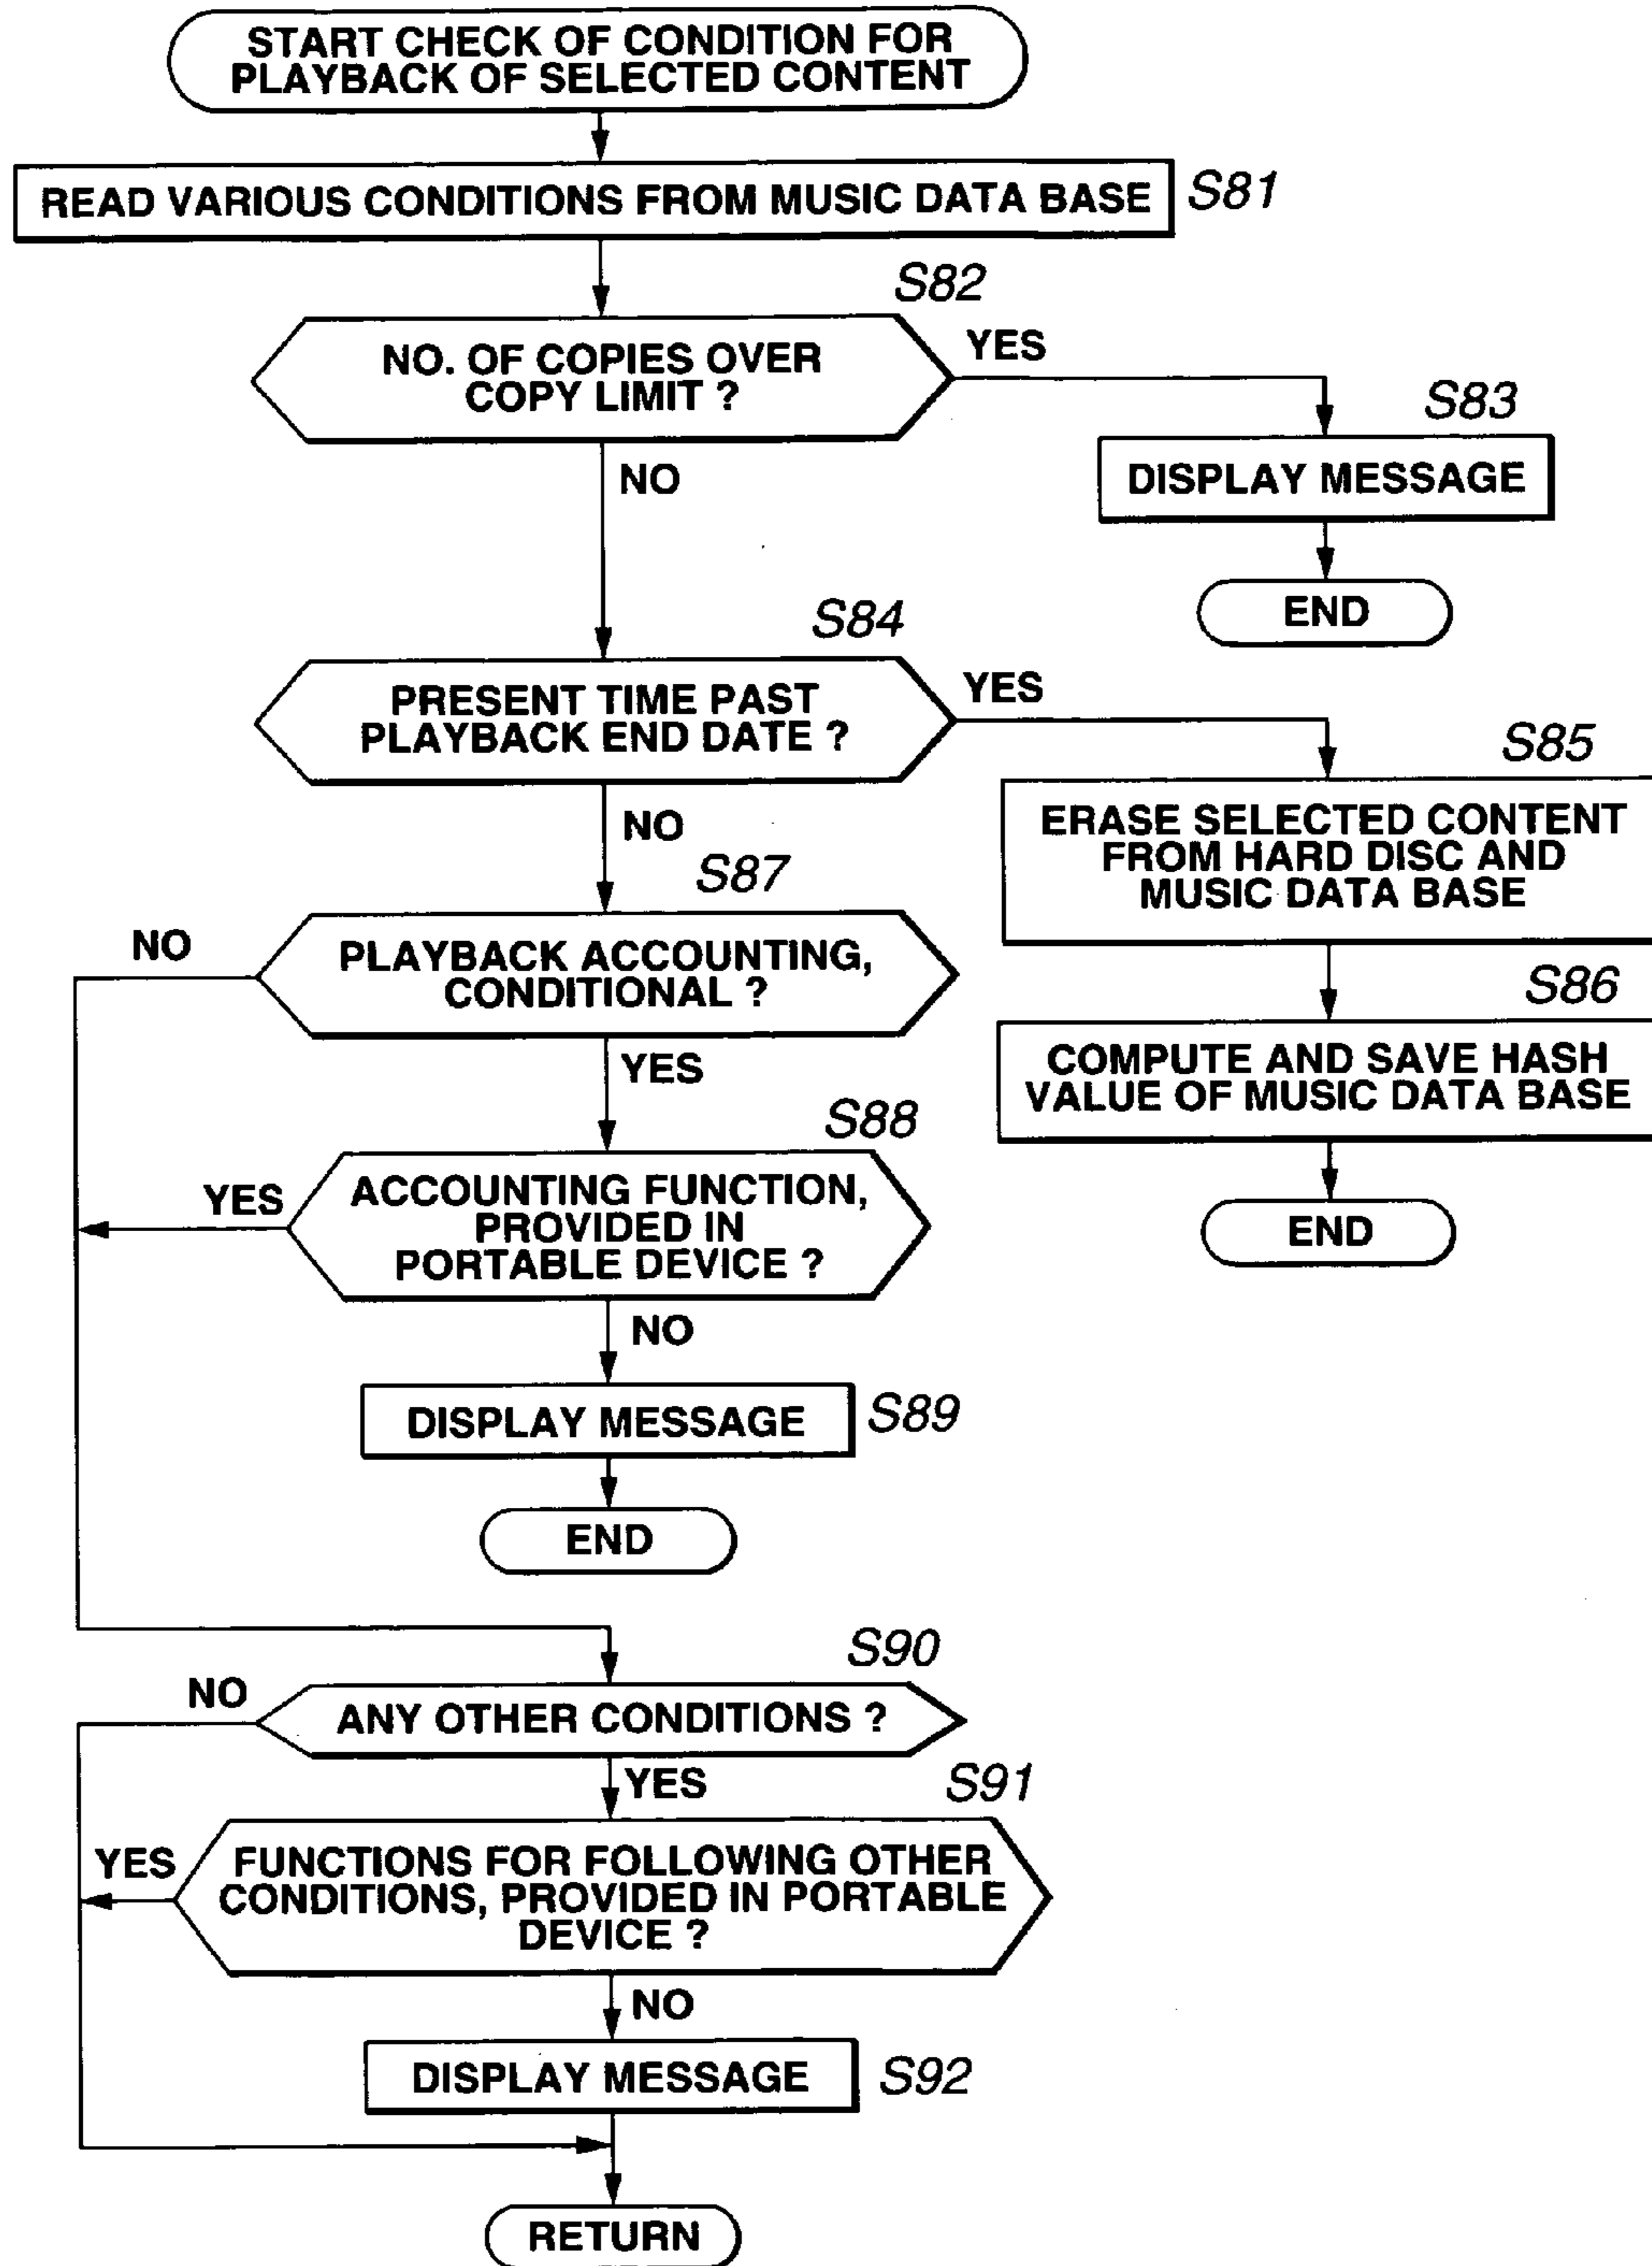 START CHECK OF CONDITION FOR
PLAYBACK OF SELECTED CONTENT
READ VARIOUS CONDITIONS FROM MUSIC DATA BASE
S81
S82
NO. OF COPIES OVER
COPY LIMIT ?
YES
NO
S83
DISPLAY MESSAGE
END
S84
PRESENT TIME PAST
PLAYBACK END DATE ?
YES
NO
S85
ERASE SELECTED CONTENT
FROM HARD DISC AND
MUSIC DATA BASE
S86
COMPUTE AND SAVE HASH
VALUE OF MUSIC DATA BASE
END
S87
NO
PLAYBACK ACCOUNTING,
CONDITIONAL ?
YES
S88
YES
ACCOUNTING FUNCTION,
PROVIDED IN
PORTABLE DEVICE ?
NO
DISPLAY MESSAGE
S89
END
S90
NO
ANY OTHER CONDITIONS ?
YES
S91
YES
FUNCTIONS FOR FOLLOWING OTHER
CONDITIONS, PROVIDED IN PORTABLE
DEVICE ?
NO
DISPLAY MESSAGE
S92
RETURN